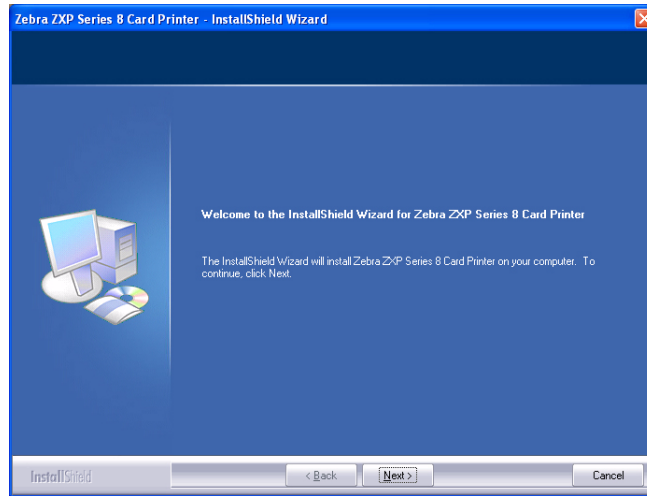 Zebra ZXP Series 8 Card Printer - InstallShield Wizard
Welcome to the InstallShield Wizard for Zebra ZXP Series 8 Card Printer
The InstallShield Wizard will install Zebra ZXP Series 8 Card Printer on your computer. To
continue, click Next.
InstallShield
< Back
Next >
Cancel